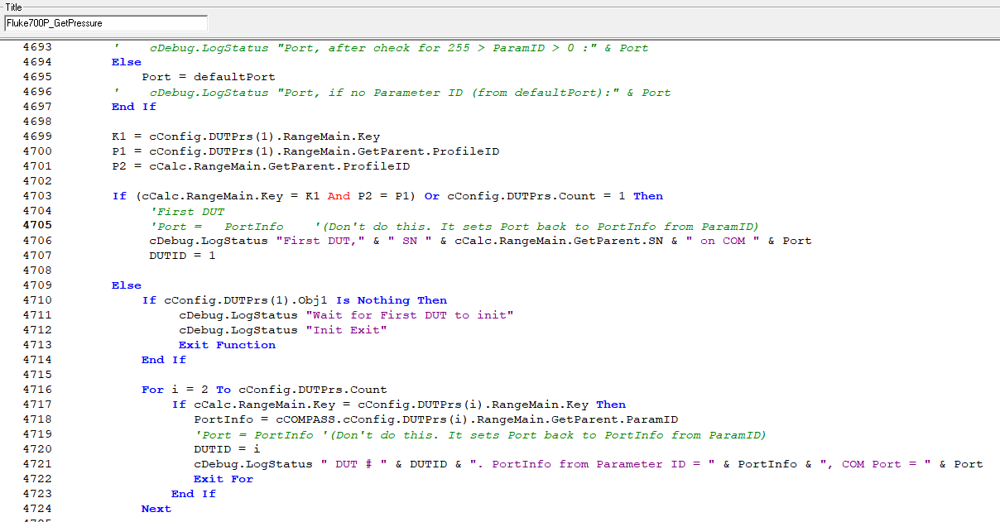 Title
Fluke700P_GetPressure
4693 ' cDebug.LogStatus "Port, after check for 255 > ParamID > 0 :" & Port
4694 Else
4695 Port = defaultPort
4696 ' cDebug.LogStatus "Port, if no Parameter ID (from defaultPort):" & Port
4697 End If
4698
4699 K1 = cConfig.DUTPrs(1).RangeMain.Key
4700 P1 = cConfig.DUTPrs(1).RangeMain.GetParent.ProfileID
4701 P2 = cCalc.RangeMain.GetParent.ProfileID
4702
4703 If (cCalc.RangeMain.Key = K1 And P2 = P1) Or cConfig.DUTPrs.Count = 1 Then
4704 'First DUT
4705 'Port = PortInfo '(Don't do this. It sets Port back to PortInfo from ParamID)
4706 cDebug.LogStatus "First DUT," & " SN " & cCalc.RangeMain.GetParent.SN & " on COM " & Port
4707 DUTID = 1
4708
4709 Else
4710 If cConfig.DUTPrs(1).Obj1 Is Nothing Then
4711 cDebug.LogStatus "Wait for First DUT to init"
4712 cDebug.LogStatus "Init Exit"
4713 Exit Function
4714 End If
4715
4716 For i = 2 To cConfig.DUTPrs.Count
4717 If cCalc.RangeMain.Key = cConfig.DUTPrs(i).RangeMain.Key Then
4718 PortInfo = cCOMPASS.cConfig.DUTPrs(i).RangeMain.GetParent.ParamID
4719 'Port = PortInfo '(Don't do this. It sets Port back to PortInfo from ParamID)
4720 DUTID = i
4721 cDebug.LogStatus " DUT # " & DUTID & ". PortInfo from Parameter ID = " & PortInfo & ", COM Port = " & Port
4722 Exit For
4723 End If
4724 Next